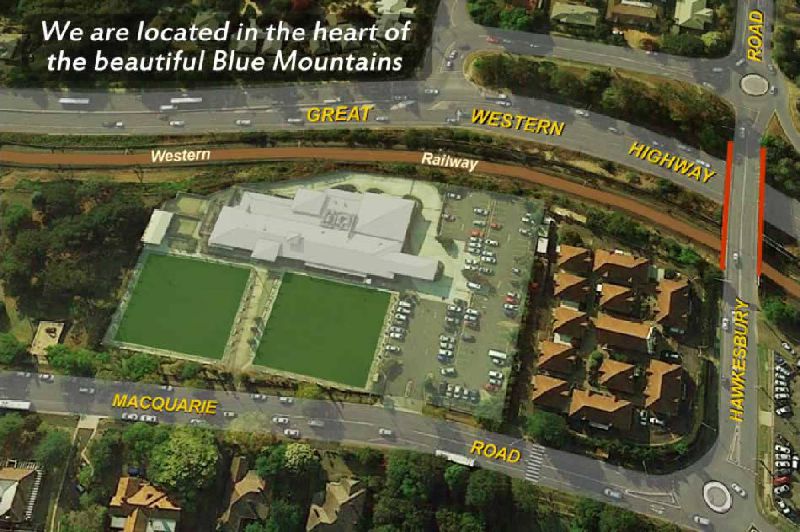 We are located in the heart of
the beautiful Blue Mountains
ROAD
GREAT WESTERN HIGHWAY
Western Railway
HAWKESBURY
MACQUARIE ROAD